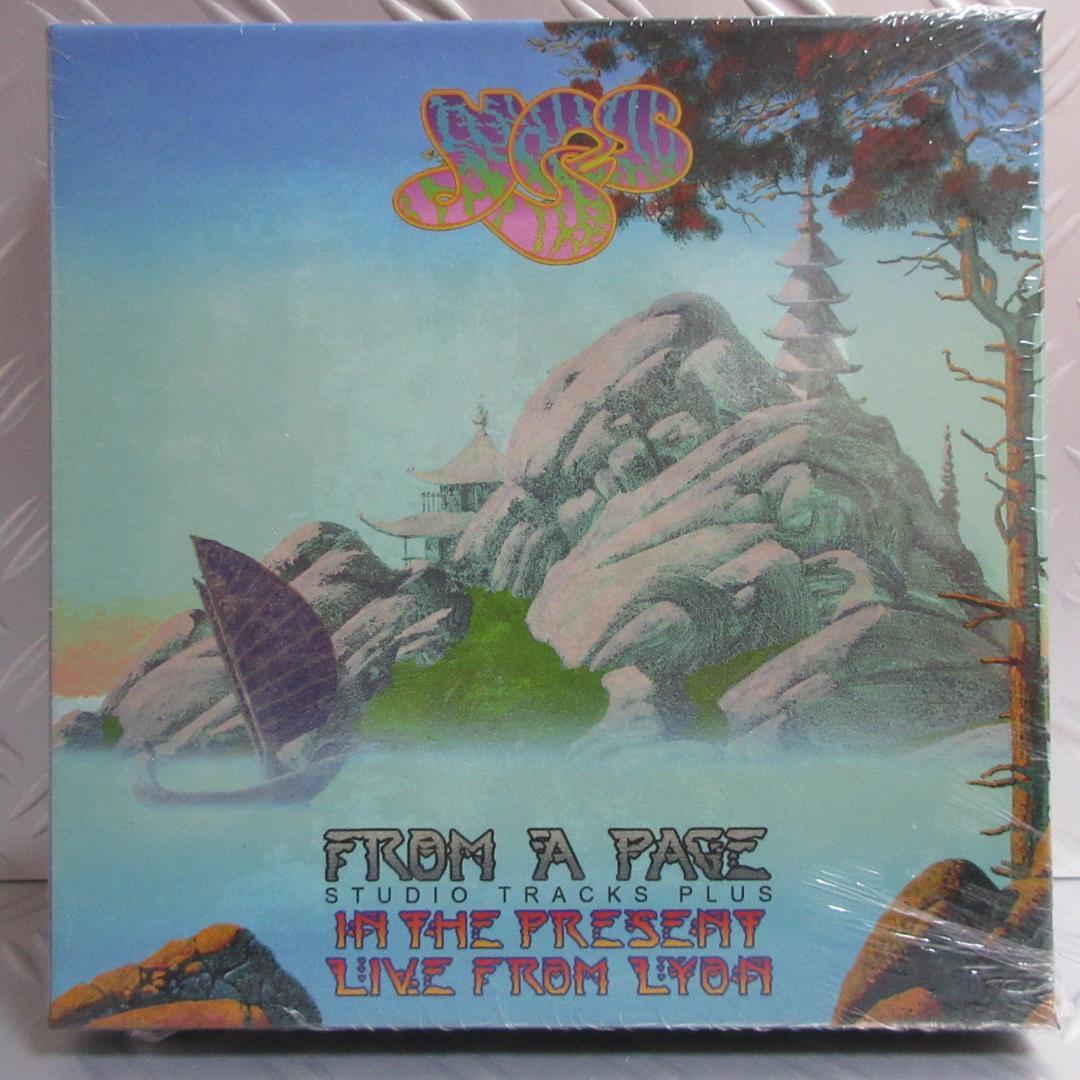 Yes
FROM A PAGE
STUDIO TRACKS PLUS
IN THE PRESENT
LIVE FROM LYON